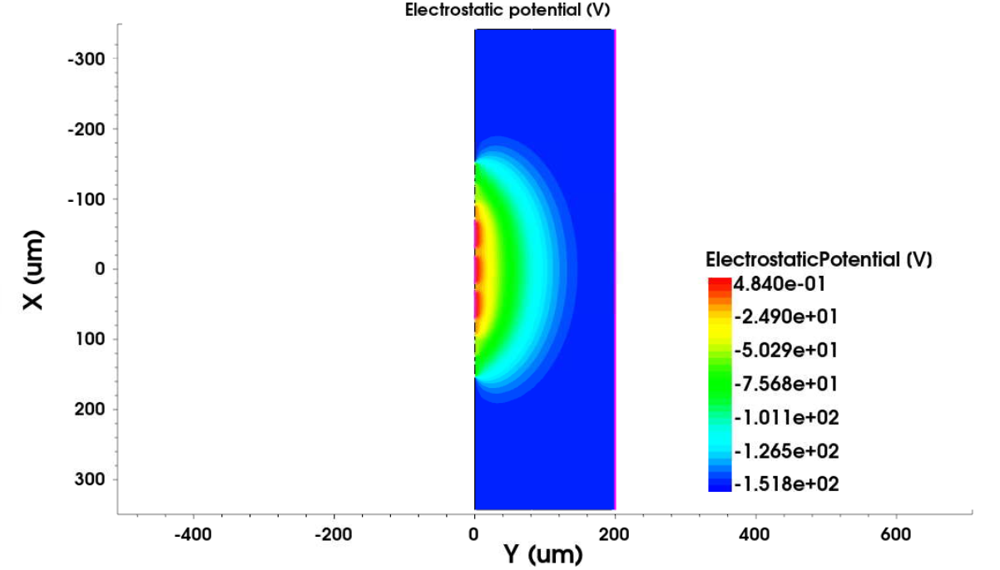 Electrostatic potential (V)
-300
-200
-100
0
100
200
300
X (um)
-400
-200
0
200
400
600
Y (um)
ElectrostaticPotential (V)
4.840e-01
-2.490e+01
-5.029e+01
-7.568e+01
-1.011e+02
-1.265e+02
-1.518e+02